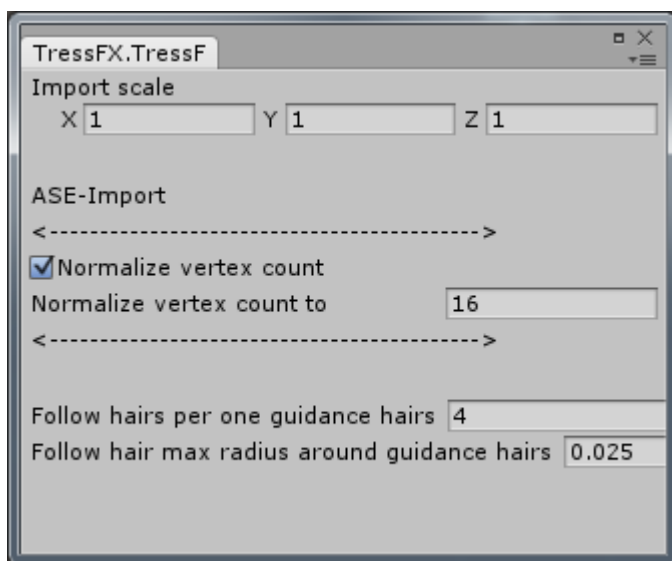 TressFX.TressF
Import scale
X 1 Y 1 Z 1
ASE-Import
<------------------------------------------->
Normalize vertex count
Normalize vertex count to 16
<------------------------------------------->
Follow hairs per one guidance hairs 4
Follow hair max radius around guidance hairs 0.025